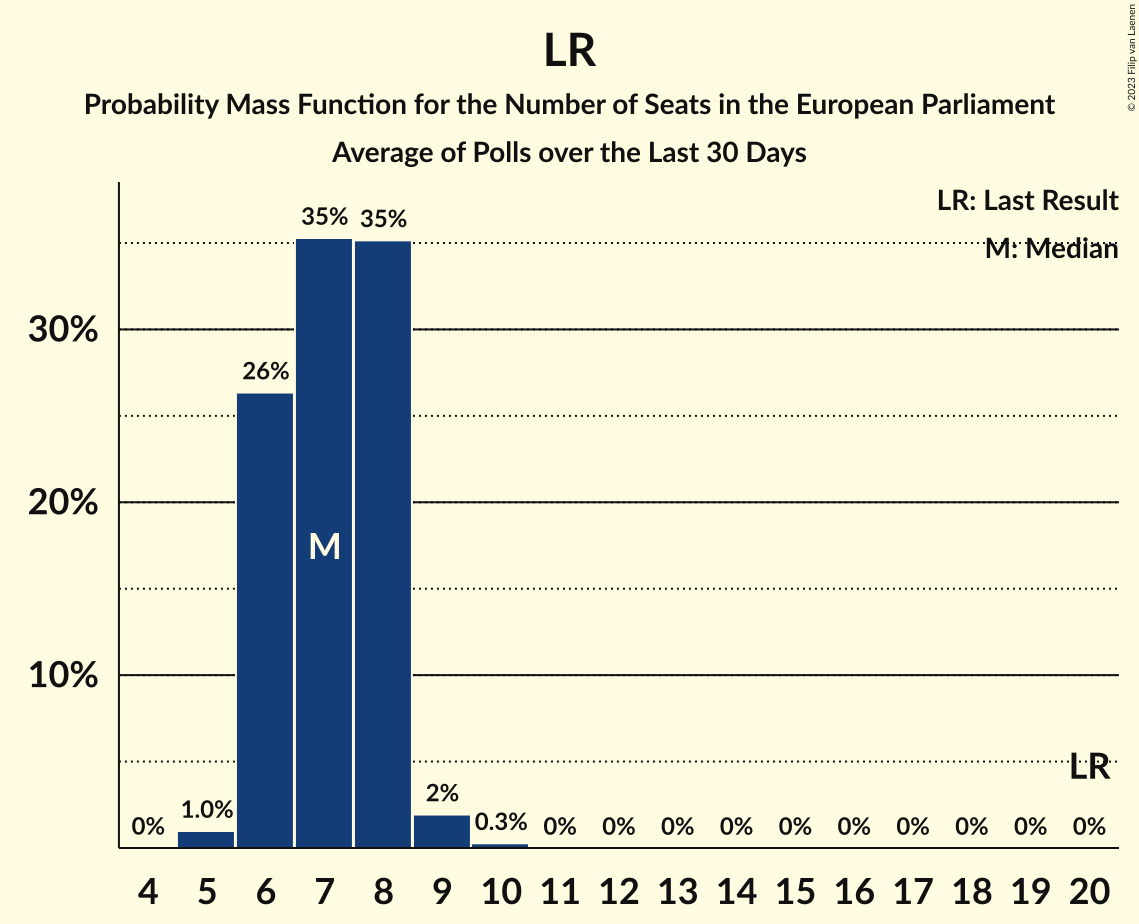 LR
Probability Mass Function for the Number of Seats in the European Parliament
Average of Polls over the Last 30 Days
© 2023 Filip van Laenen
LR: Last Result
M: Median
30%
20%
10%
0% 1.0% 26% 35% 35% 2% 0.3% 0% 0% 0% 0% 0% 0% 0% 0% 0% 0%
M
LR
4 5 6 7 8 9 10 11 12 13 14 15 16 17 18 19 20